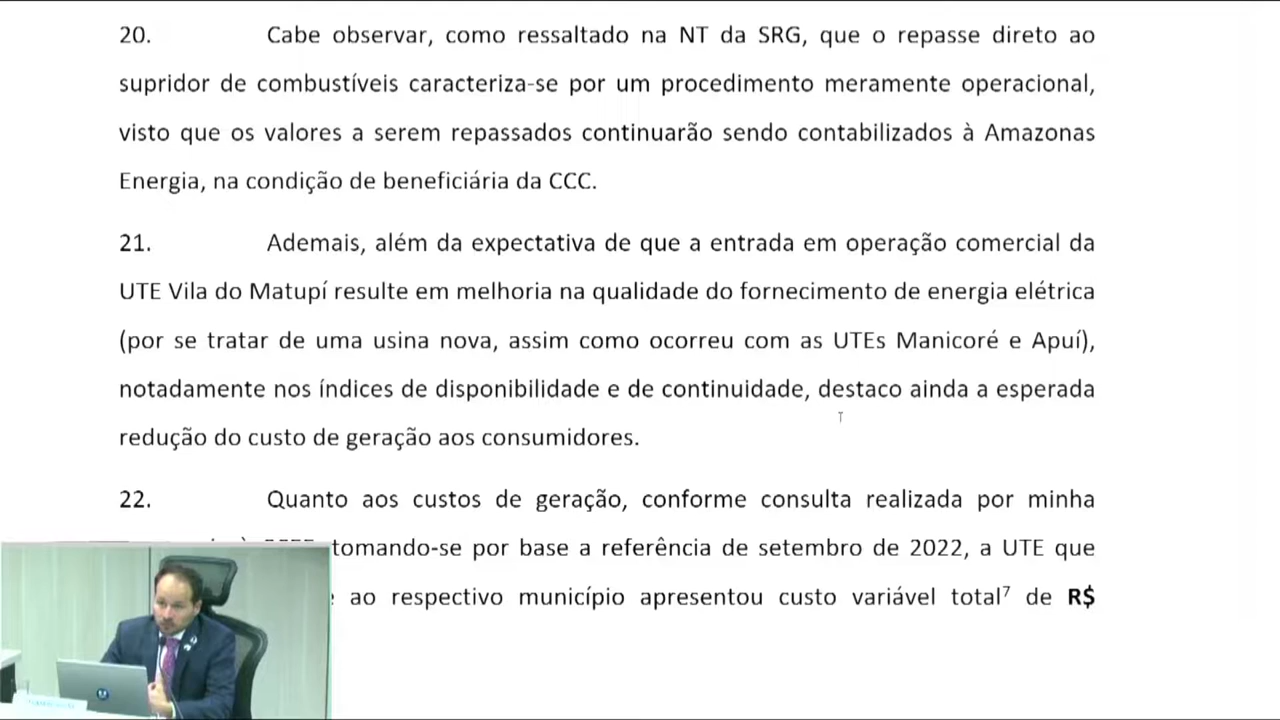 20. Cabe observar, como ressaltado na NT da SRG, que o repasse direto ao
supridor de combustíveis caracteriza-se por um procedimento meramente operacional,
visto que os valores a serem repassados continuarão sendo contabilizados à Amazonas
Energia, na condição de beneficiária da CCC.
21. Ademais, além da expectativa de que a entrada em operação comercial da
UTE Vila do Matupí resulte em melhoria na qualidade do fornecimento de energia elétrica
(por se tratar de uma usina nova, assim como ocorreu com as UTEs Manicoré e Apuí),
notadamente nos índices de disponibilidade e de continuidade, destaco ainda a esperada
redução do custo de geração aos consumidores.
22. Quanto aos custos de geração, conforme consulta realizada por minha
tomando-se por base a referência de setembro de 2022, a UTE que
ao respectivo município apresentou custo variável total⁷ de R$